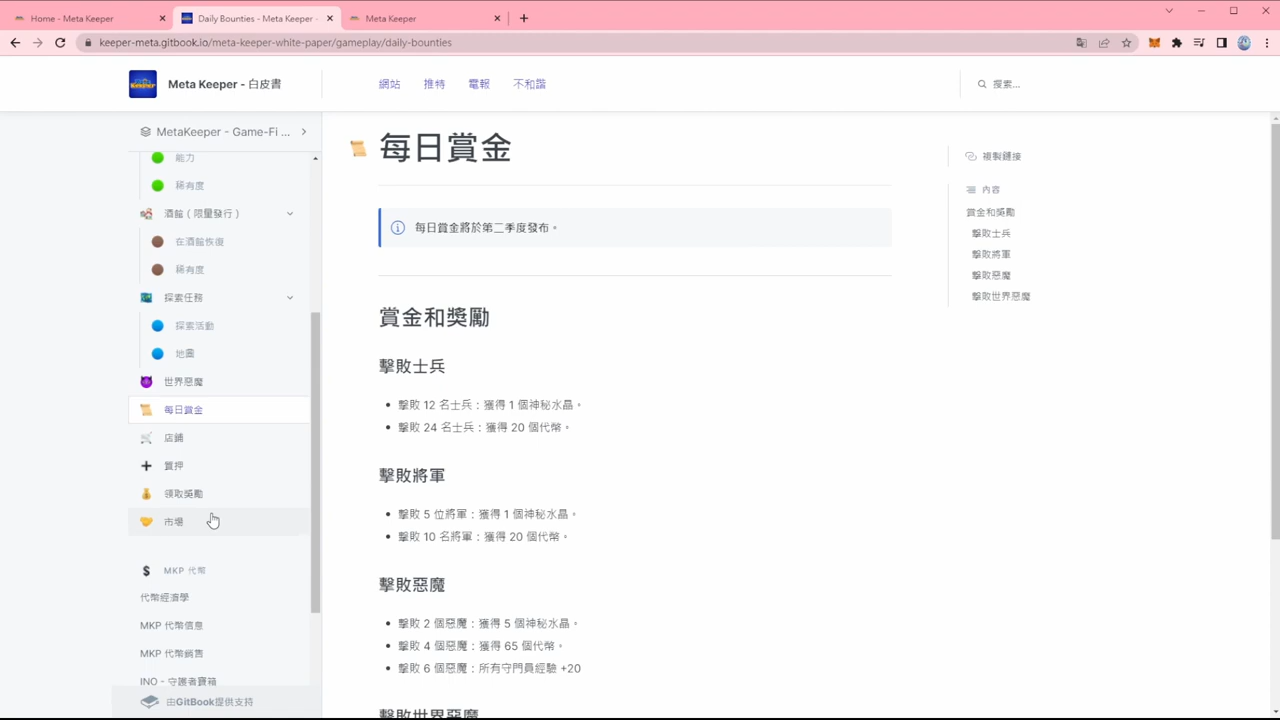 Home - Meta Keeper
Daily Bounties - Meta Keeper -
Meta Keeper
keeper-meta.gitbook.io/meta-keeper-white-paper/gameplay/daily-bounties
Meta Keeper - 白皮書
網站
推特
電報
不和諧
搜索...
MetaKeeper - Game-Fi ...
能力
稀有度
酒館（限量發行）
在酒館恢復
稀有度
探索任務
探索活動
地圖
世界惡魔
每日賞金
店鋪
質押
領取獎勵
市場
$ MKP 代幣
代幣經濟學
MKP 代幣信息
MKP 代幣銷售
INO - 守護者寶箱
由GitBook提供支持
每日賞金
每日賞金將於第二季度發布。
賞金和獎勵
擊敗士兵
擊敗 12 名士兵：獲得 1 個神秘水晶。
擊敗 24 名士兵：獲得 20 個代幣。
擊敗將軍
擊敗 5 位將軍：獲得 1 個神秘水晶。
擊敗 10 名將軍：獲得 20 個代幣。
擊敗惡魔
擊敗 2 個惡魔：獲得 5 個神秘水晶。
擊敗 4 個惡魔：獲得 65 個代幣。
擊敗 6 個惡魔：所有守門員經驗 +20
擊敗世界惡魔
複製鏈接
內容
賞金和獎勵
擊敗士兵
擊敗將軍
擊敗惡魔
擊敗世界惡魔